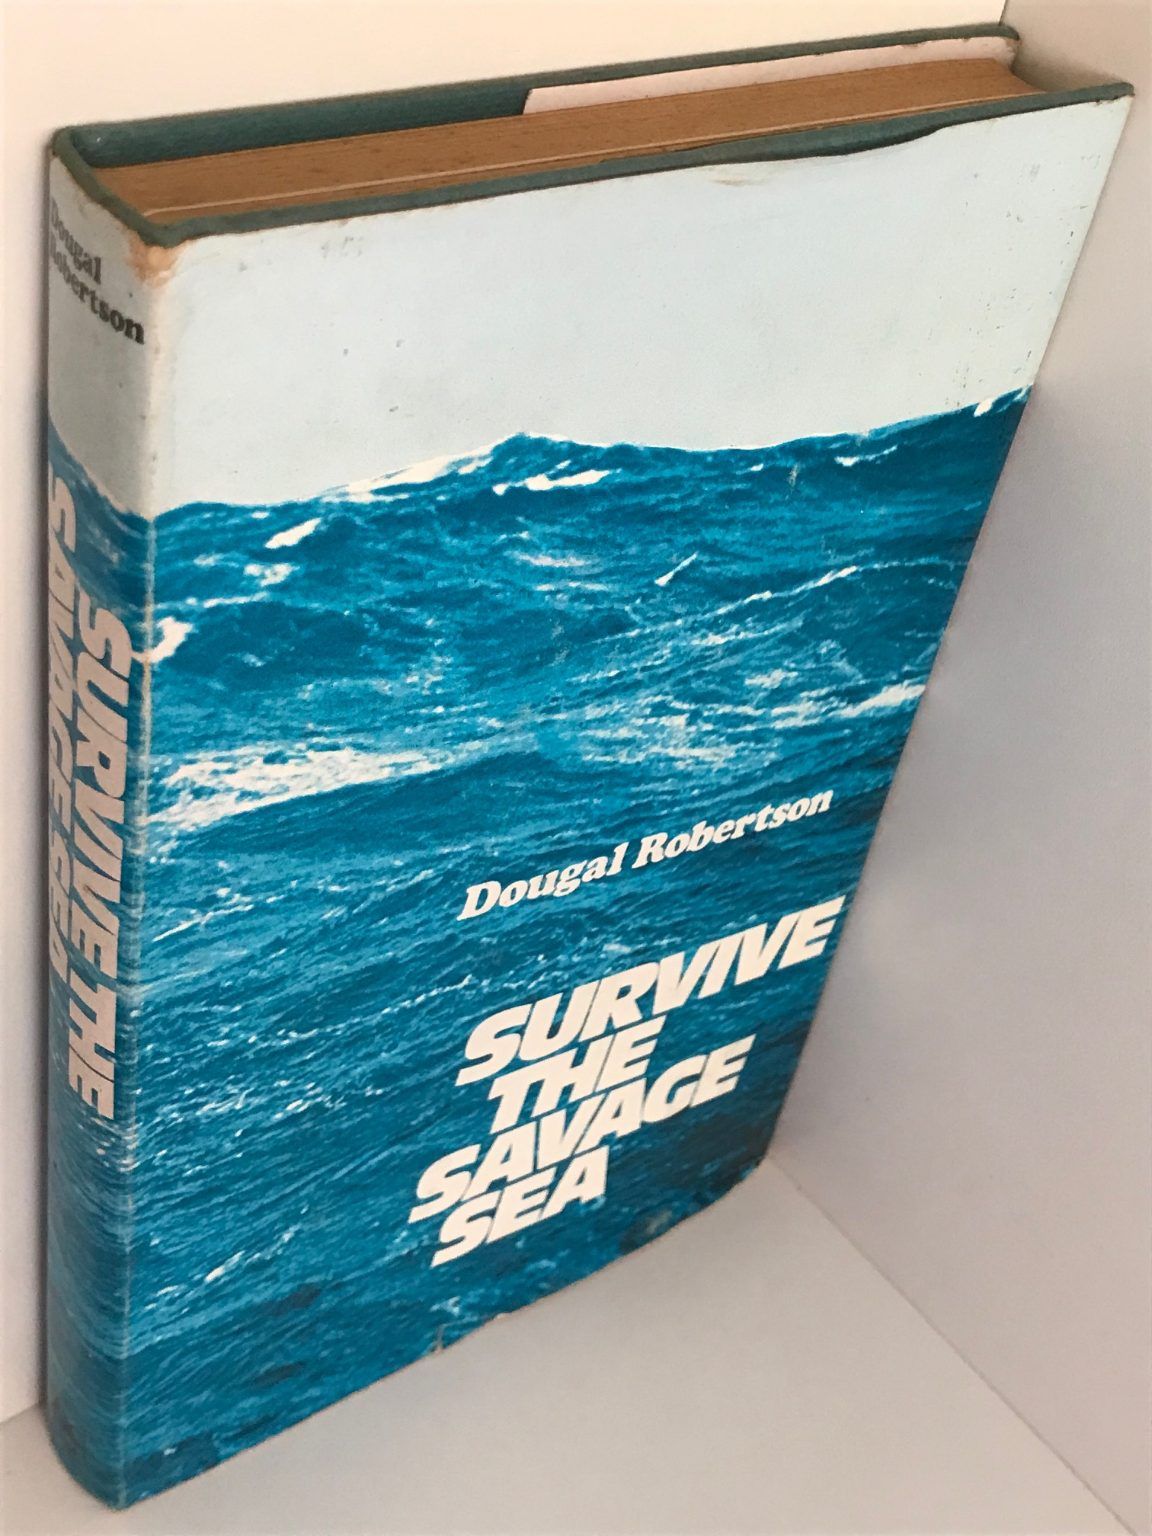 Dougal
Robertson
SURVIVE THE
SAVAGE SEA
Dougal Robertson
SURVIVE
THE
SAVAGE
SEA